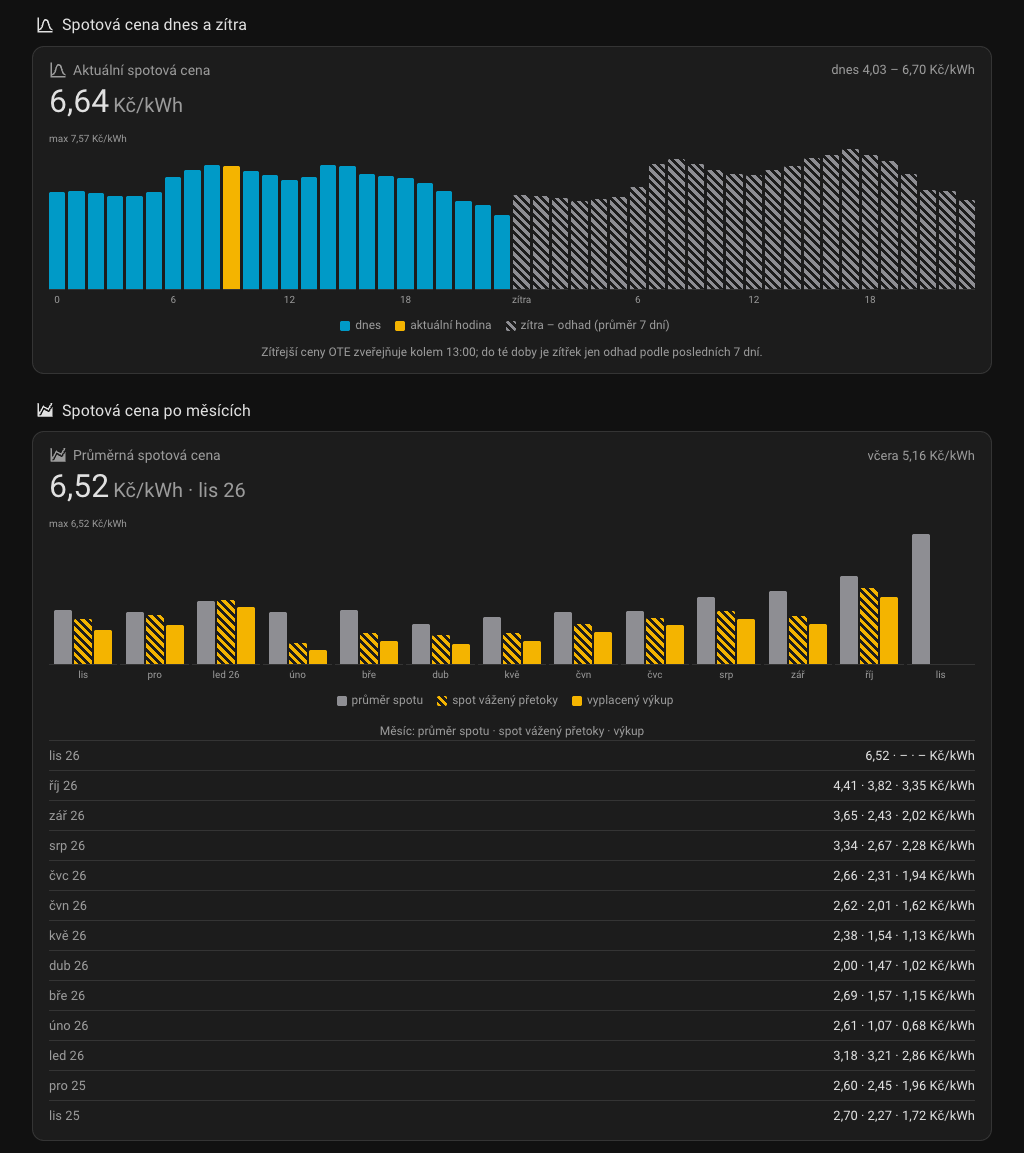 Spotová cena dnes a zítra
Aktuální spotová cena
dnes 4,03 – 6,70 Kč/kWh
6,64 Kč/kWh
max 7,57 Kč/kWh
0 6 12 18 zítra 6 12 18
dnes aktuální hodina zítra – odhad (průměr 7 dní)
Zítřejší ceny OTE zveřejňuje kolem 13:00; do té doby je zítřek jen odhad podle posledních 7 dní.
Spotová cena po měsících
Průměrná spotová cena
včera 5,16 Kč/kWh
6,52 Kč/kWh · lis 26
max 6,52 Kč/kWh
lis pro led 26 úno bře dub kvě čvn čvc srp zář říj lis
průměr spotu spot vážený přetoky vyplacený výkup
Měsíc: průměr spotu · spot vážený přetoky · výkup
lis 26 6,52 · – · – Kč/kWh
říj 26 4,41 · 3,82 · 3,35 Kč/kWh
zář 26 3,65 · 2,43 · 2,02 Kč/kWh
srp 26 3,34 · 2,67 · 2,28 Kč/kWh
čvc 26 2,66 · 2,31 · 1,94 Kč/kWh
čvn 26 2,62 · 2,01 · 1,62 Kč/kWh
kvě 26 2,38 · 1,54 · 1,13 Kč/kWh
dub 26 2,00 · 1,47 · 1,02 Kč/kWh
bře 26 2,69 · 1,57 · 1,15 Kč/kWh
úno 26 2,61 · 1,07 · 0,68 Kč/kWh
led 26 3,18 · 3,21 · 2,86 Kč/kWh
pro 25 2,60 · 2,45 · 1,96 Kč/kWh
lis 25 2,70 · 2,27 · 1,72 Kč/kWh